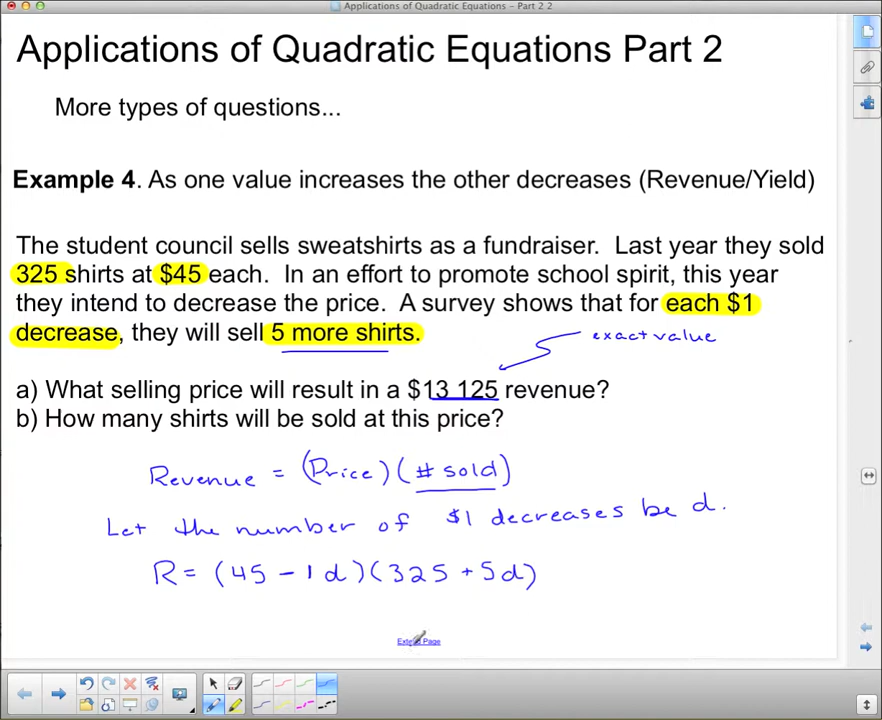 Applications of Quadratic Equations - Part 2 2
Applications of Quadratic Equations Part 2
More types of questions...
Example 4. As one value increases the other decreases (Revenue/Yield)
The student council sells sweatshirts as a fundraiser. Last year they sold
325 shirts at $45 each. In an effort to promote school spirit, this year
they intend to decrease the price. A survey shows that for each $1
decrease, they will sell 5 more shirts.
exact value
a) What selling price will result in a $13 125 revenue?
b) How many shirts will be sold at this price?
Revenue = (Price)(# sold)
Let the number of $1 decreases be d.
R = (45 - 1d)(325 + 5d)
Extend Page